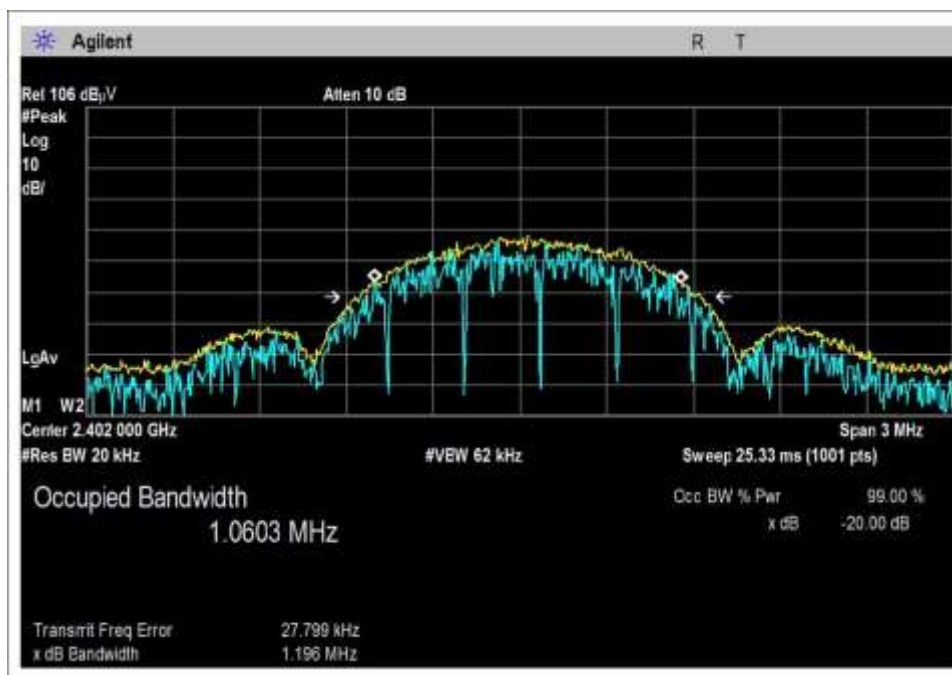 Agilent R T
Ref 106 dBµV Atten 10 dB
#Peak
Log
10
dB/
LgAv
M1 W2
Center 2.402 000 GHz Span 3 MHz
#Res BW 20 kHz #VBW 62 kHz Sweep 25.33 ms (1001 pts)
Occupied Bandwidth Occ BW % Pwr 99.00 %
1.0603 MHz x dB -20.00 dB
Transmit Freq Error 27.799 kHz
x dB Bandwidth 1.196 MHz